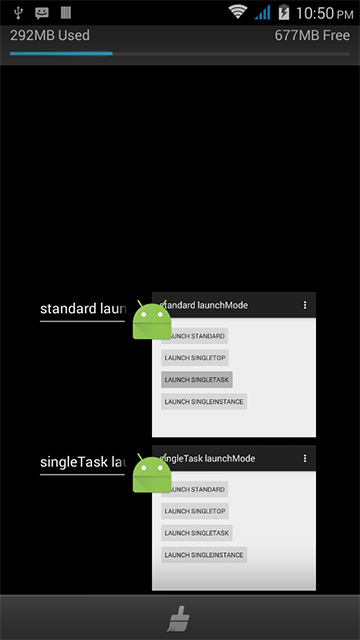 10:50 PM
292MB Used 677MB Free
standard laun
standard launchMode
LAUNCH STANDARD
LAUNCH SINGLETOP
LAUNCH SINGLETASK
LAUNCH SINGLEINSTANCE
singleTask lau
singleTask launchMode
LAUNCH STANDARD
LAUNCH SINGLETOP
LAUNCH SINGLETASK
LAUNCH SINGLEINSTANCE